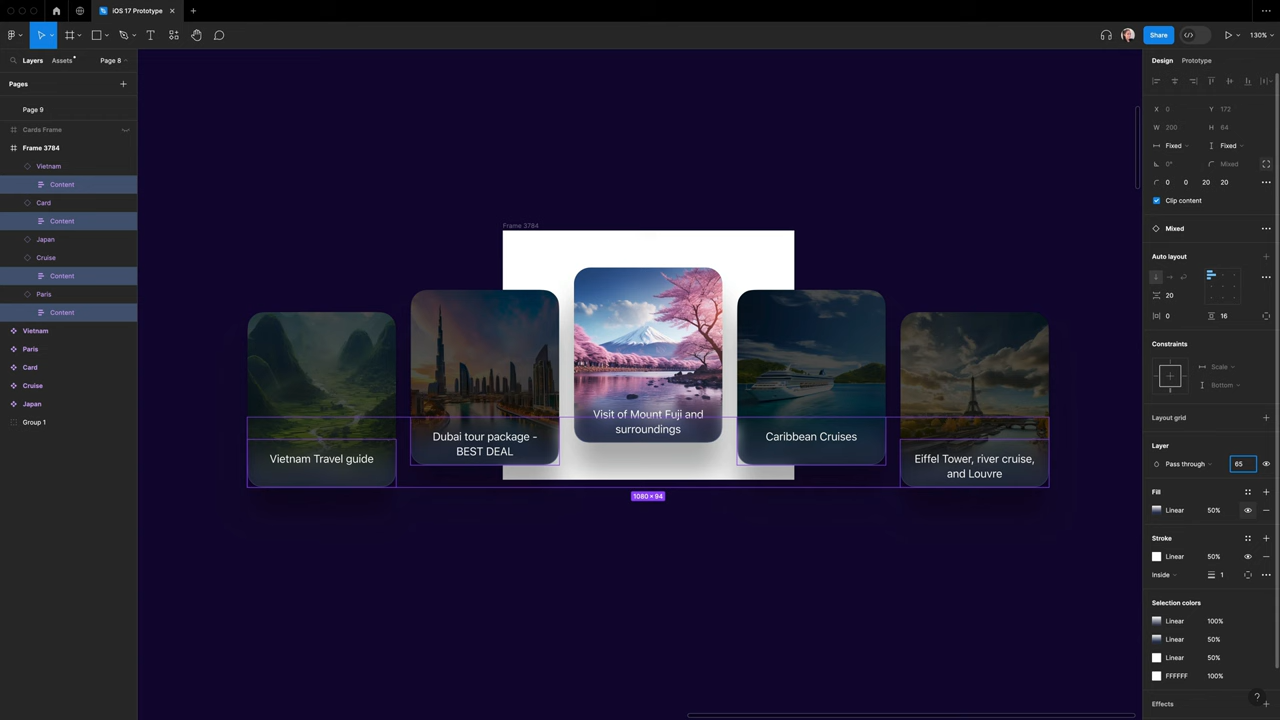 iOS 17 Prototype
Share
130%
Layers
Assets
Page 8
Pages
Page 9
Cards Frame
Frame 3784
Vietnam
Content
Card
Content
Japan
Cruise
Content
Paris
Content
Vietnam
Paris
Card
Cruise
Japan
Group 1
Frame 3784
Visit of Mount Fuji and
surroundings
Dubai tour package -
BEST DEAL
Caribbean Cruises
Vietnam Travel guide
Eiffel Tower, river cruise,
and Louvre
1080 × 94
Design
Prototype
X 0 Y 172
W 200 H 64
Fixed Fixed
0° Mixed
0 0 20 20
Clip content
Mixed
Auto layout
20
0 16
Constraints
Scale
Bottom
Layout grid
Layer
Pass through 65
Fill
Linear 50%
Stroke
Linear 50%
Inside 1
Selection colors
Linear 100%
Linear 50%
Linear 50%
FFFFFF 100%
Effects
?